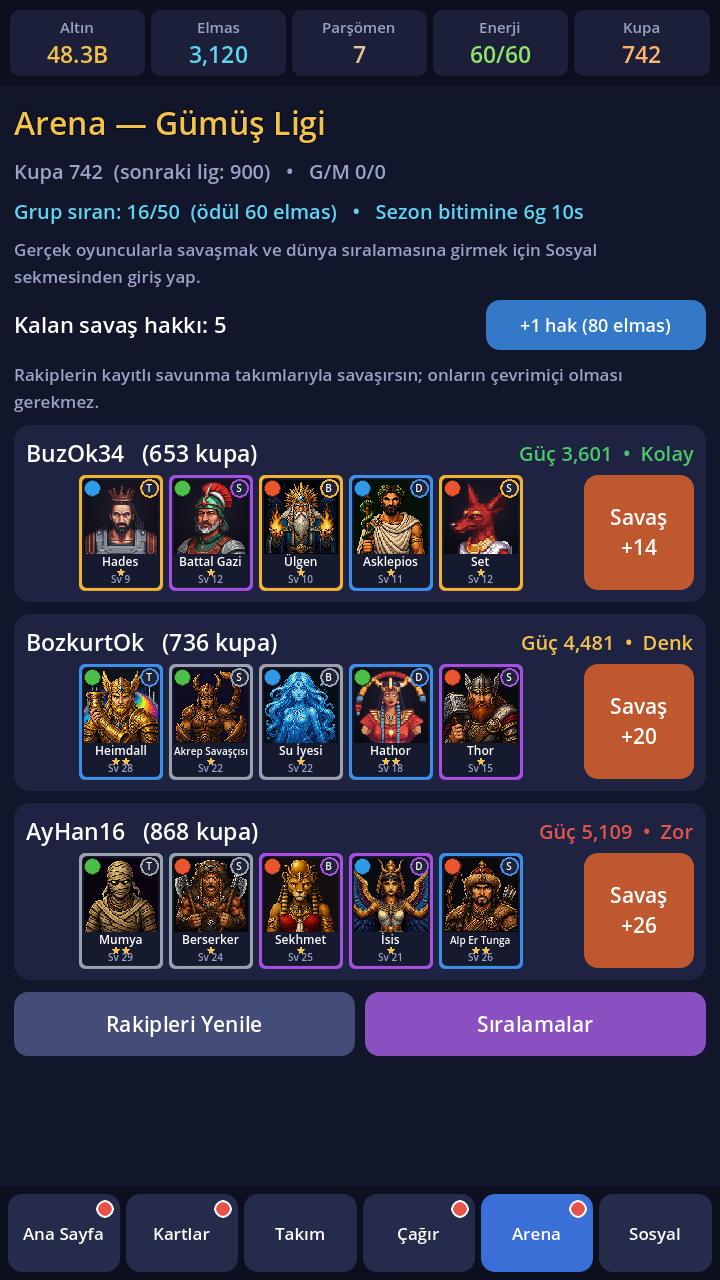 Altın Elmas Parşömen Enerji Kupa
48.3B 3,120 7 60/60 742
Arena — Gümüş Ligi
Kupa 742 (sonraki lig: 900) • G/M 0/0
Grup sıran: 16/50 (ödül 60 elmas) • Sezon bitimine 6g 10s
Gerçek oyuncularla savaşmak ve dünya sıralamasına girmek için Sosyal
sekmesinden giriş yap.
Kalan savaş hakkı: 5
+1 hak (80 elmas)
Rakiplerin kayıtlı savunma takımlarıyla savaşırsın; onların çevrimiçi olması
gerekmez.
BuzOk34 (653 kupa) Güç 3,601 • Kolay
T S B D S
Hades Battal Gazi Ülgen Asklepios Set
Sv 9 Sv 12 Sv 10 Sv 11 Sv 12
Savaş
+14
BozkurtOk (736 kupa) Güç 4,481 • Denk
T S B D S
Heimdall Akrep Savaşçısı Su İyesi Hathor Thor
Sv 28 Sv 22 Sv 22 Sv 18 Sv 15
Savaş
+20
AyHan16 (868 kupa) Güç 5,109 • Zor
T S B D S
Mumya Berserker Sekhmet İsis Alp Er Tunga
Sv 29 Sv 24 Sv 25 Sv 21 Sv 26
Savaş
+26
Rakipleri Yenile Sıralamalar
Ana Sayfa Kartlar Takım Çağır Arena Sosyal